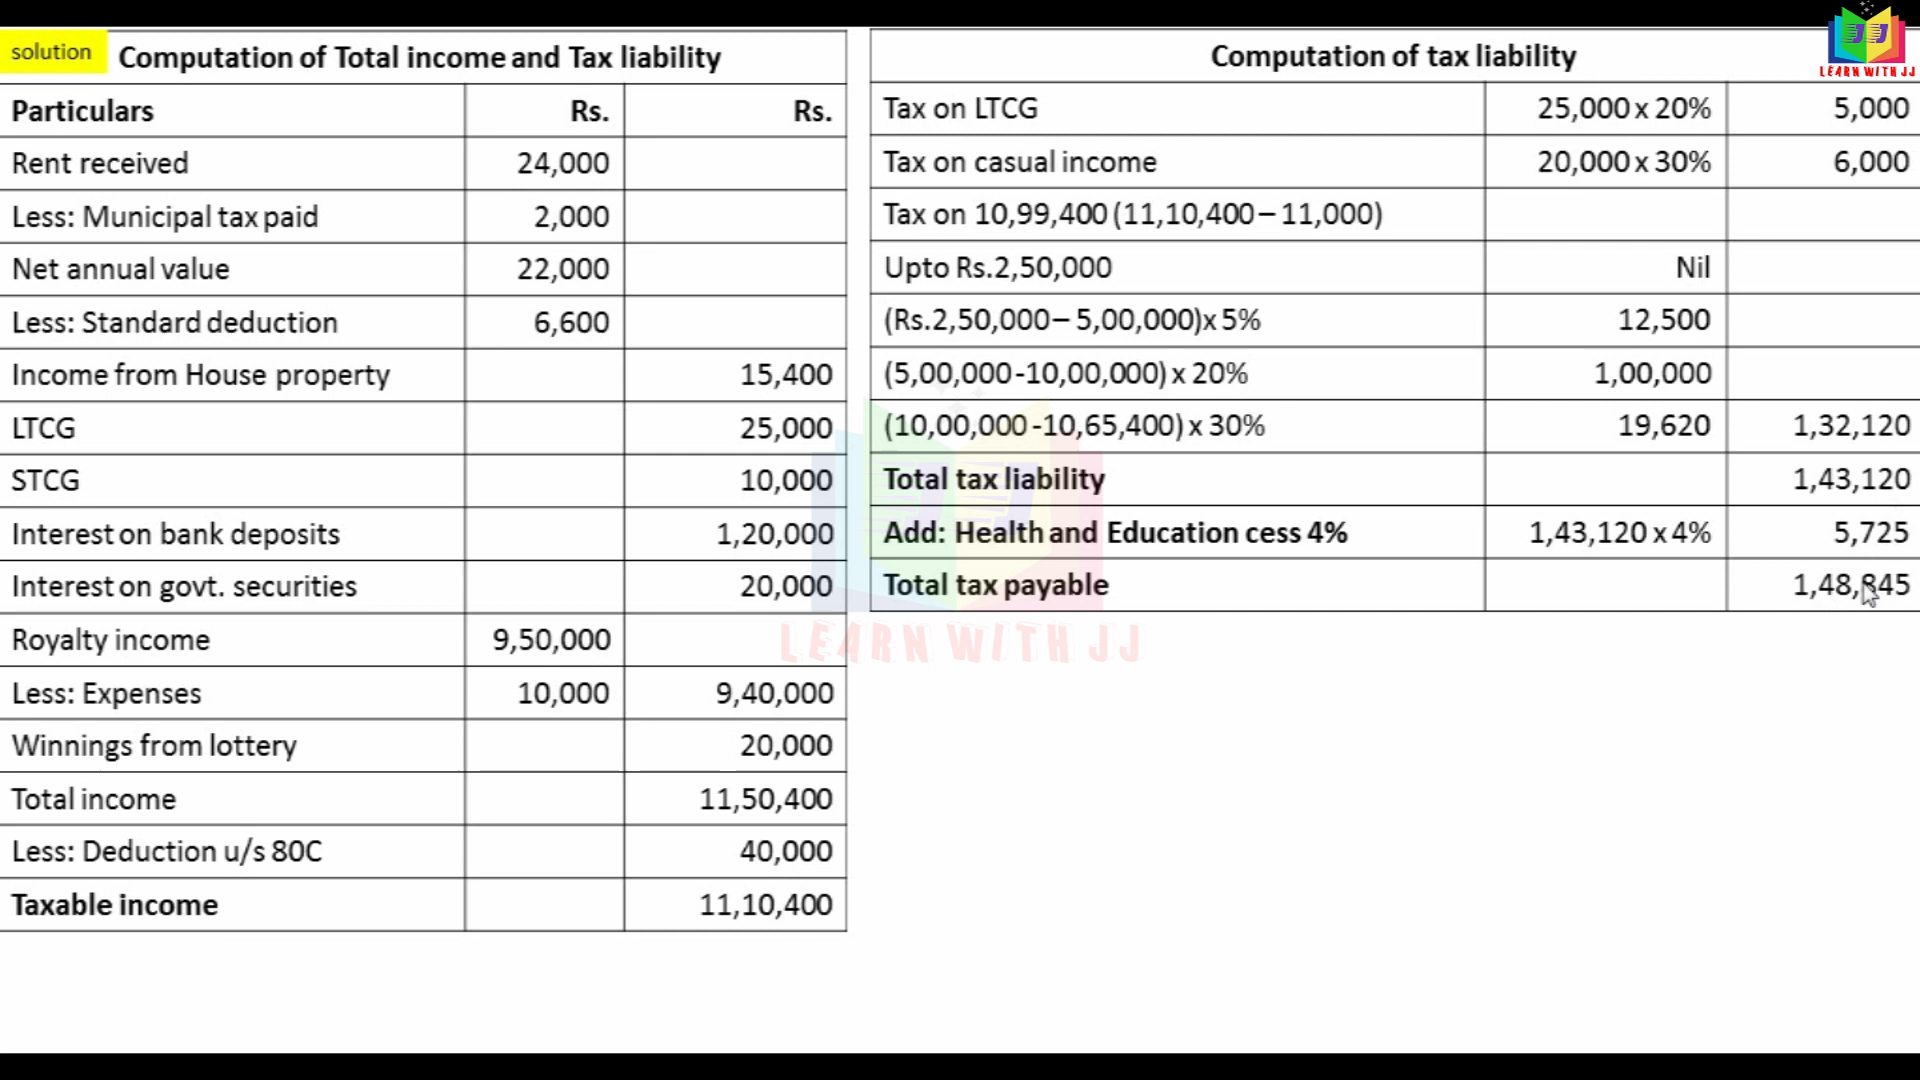 solution
Computation of Total income and Tax liability
Particulars Rs. Rs.
Rent received 24,000
Less: Municipal tax paid 2,000
Net annual value 22,000
Less: Standard deduction 6,600
Income from House property 15,400
LTCG 25,000
STCG 10,000
Interest on bank deposits 1,20,000
Interest on govt. securities 20,000
Royalty income 9,50,000
Less: Expenses 10,000 9,40,000
Winnings from lottery 20,000
Total income 11,50,400
Less: Deduction u/s 80C 40,000
Taxable income 11,10,400
Computation of tax liability
Tax on LTCG 25,000 x 20% 5,000
Tax on casual income 20,000 x 30% 6,000
Tax on 10,99,400 (11,10,400 – 11,000)
Upto Rs.2,50,000 Nil
(Rs.2,50,000 – 5,00,000)x 5% 12,500
(5,00,000 -10,00,000) x 20% 1,00,000
(10,00,000 -10,65,400) x 30% 19,620 1,32,120
Total tax liability 1,43,120
Add: Health and Education cess 4% 1,43,120 x 4% 5,725
Total tax payable 1,48,845
LEARN WITH JJ
LEARN WITH JJ